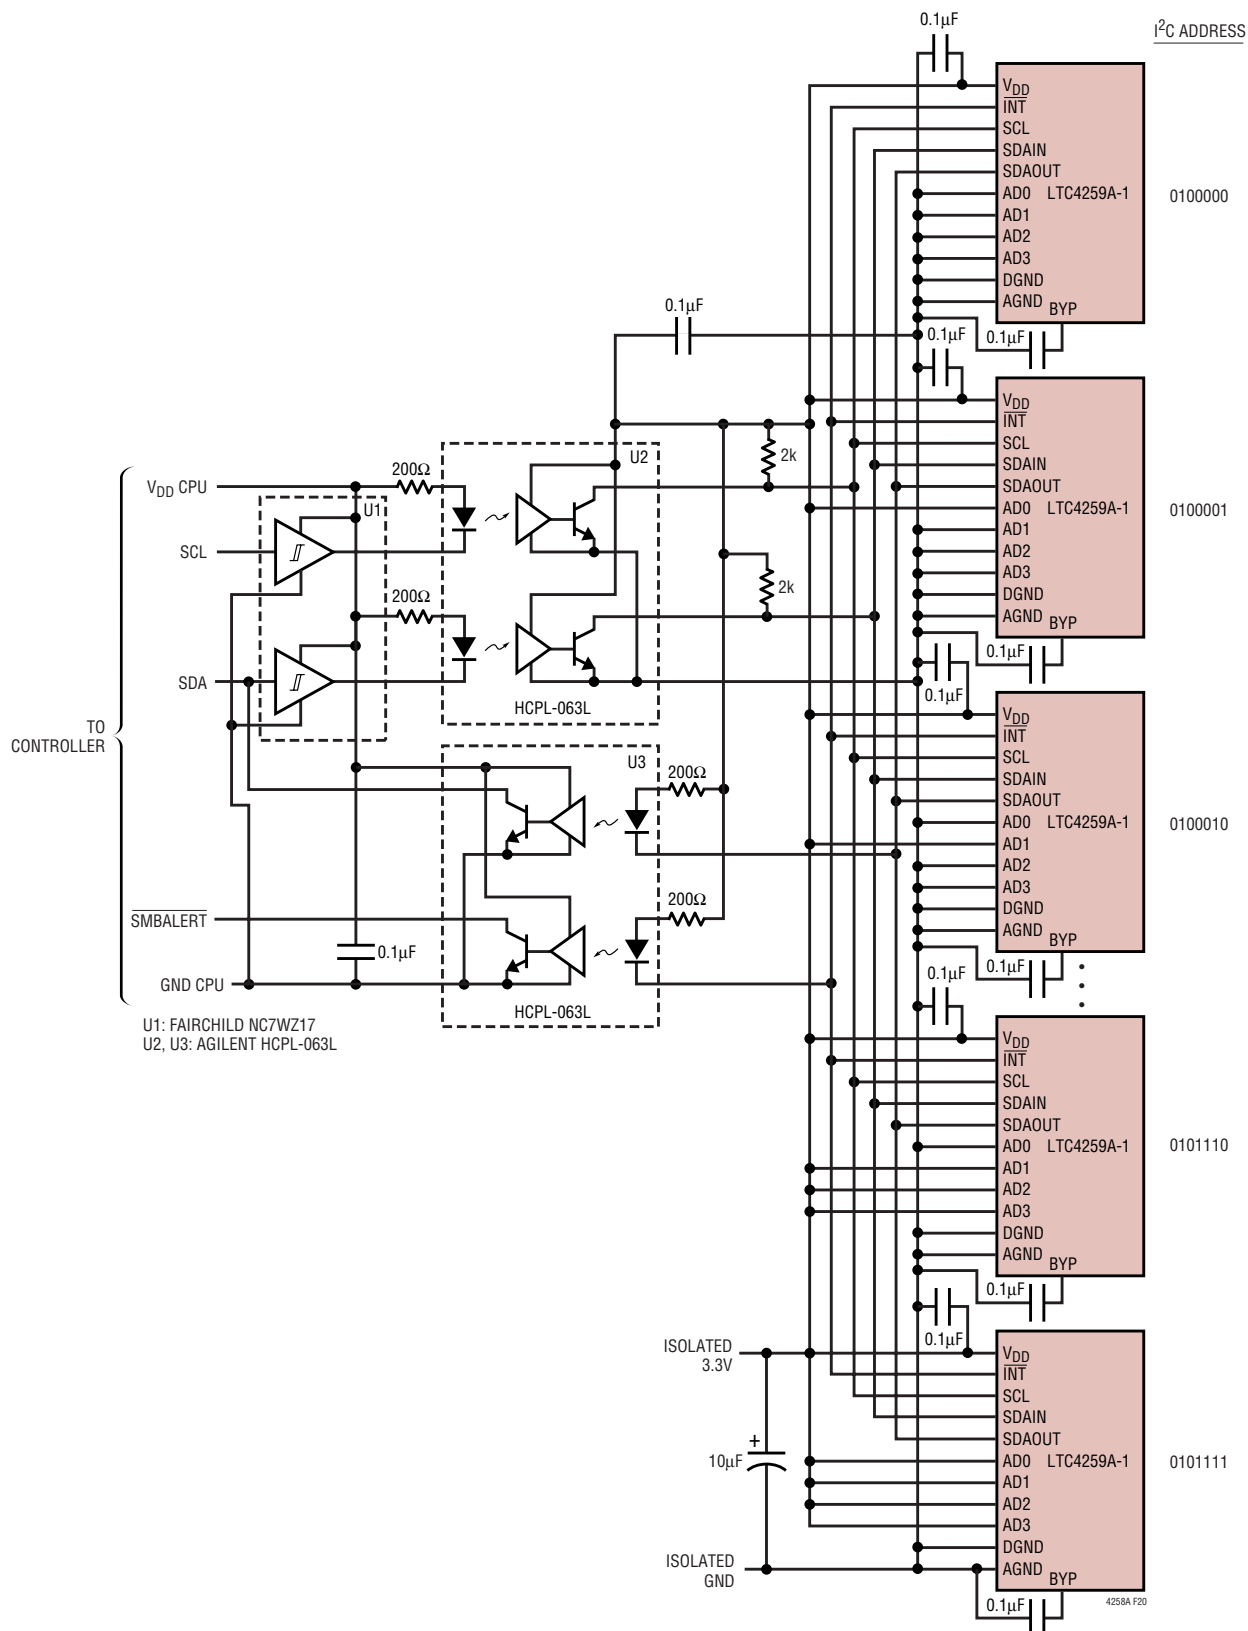 I²C ADDRESS
0.1µF
VDD
INT
SCL
SDAIN
SDAOUT
AD0 LTC4259A-1
AD1
AD2
AD3
DGND
AGND
BYP
0100000
0.1µF
0.1µF
0.1µF
VDD
INT
SCL
SDAIN
SDAOUT
AD0 LTC4259A-1
AD1
AD2
AD3
DGND
AGND
BYP
0100001
0.1µF
0.1µF
VDD
INT
SCL
SDAIN
SDAOUT
AD0 LTC4259A-1
AD1
AD2
AD3
DGND
AGND
BYP
0100010
0.1µF
0.1µF
VDD
INT
SCL
SDAIN
SDAOUT
AD0 LTC4259A-1
AD1
AD2
AD3
DGND
AGND
BYP
0101110
0.1µF
0.1µF
VDD
INT
SCL
SDAIN
SDAOUT
AD0 LTC4259A-1
AD1
AD2
AD3
DGND
AGND
BYP
0101111
0.1µF
4258A F20
TO
CONTROLLER
VDD CPU
SCL
SDA
SMBALERT
GND CPU
U1
200Ω
200Ω
U2
HCPL-063L
2k
2k
U3
200Ω
200Ω
HCPL-063L
0.1µF
U1: FAIRCHILD NC7WZ17
U2, U3: AGILENT HCPL-063L
ISOLATED
3.3V
+
10µF
ISOLATED
GND